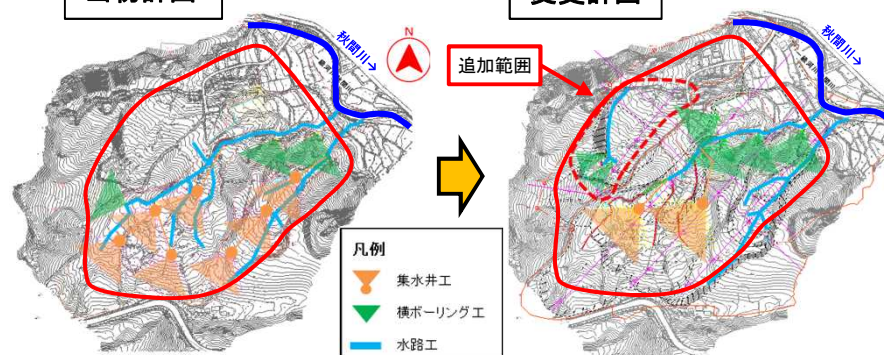 当初計画
変更計画
秋間川→
N
追加範囲
秋間川→
凡例
集水井工
横ボーリング工
水路工